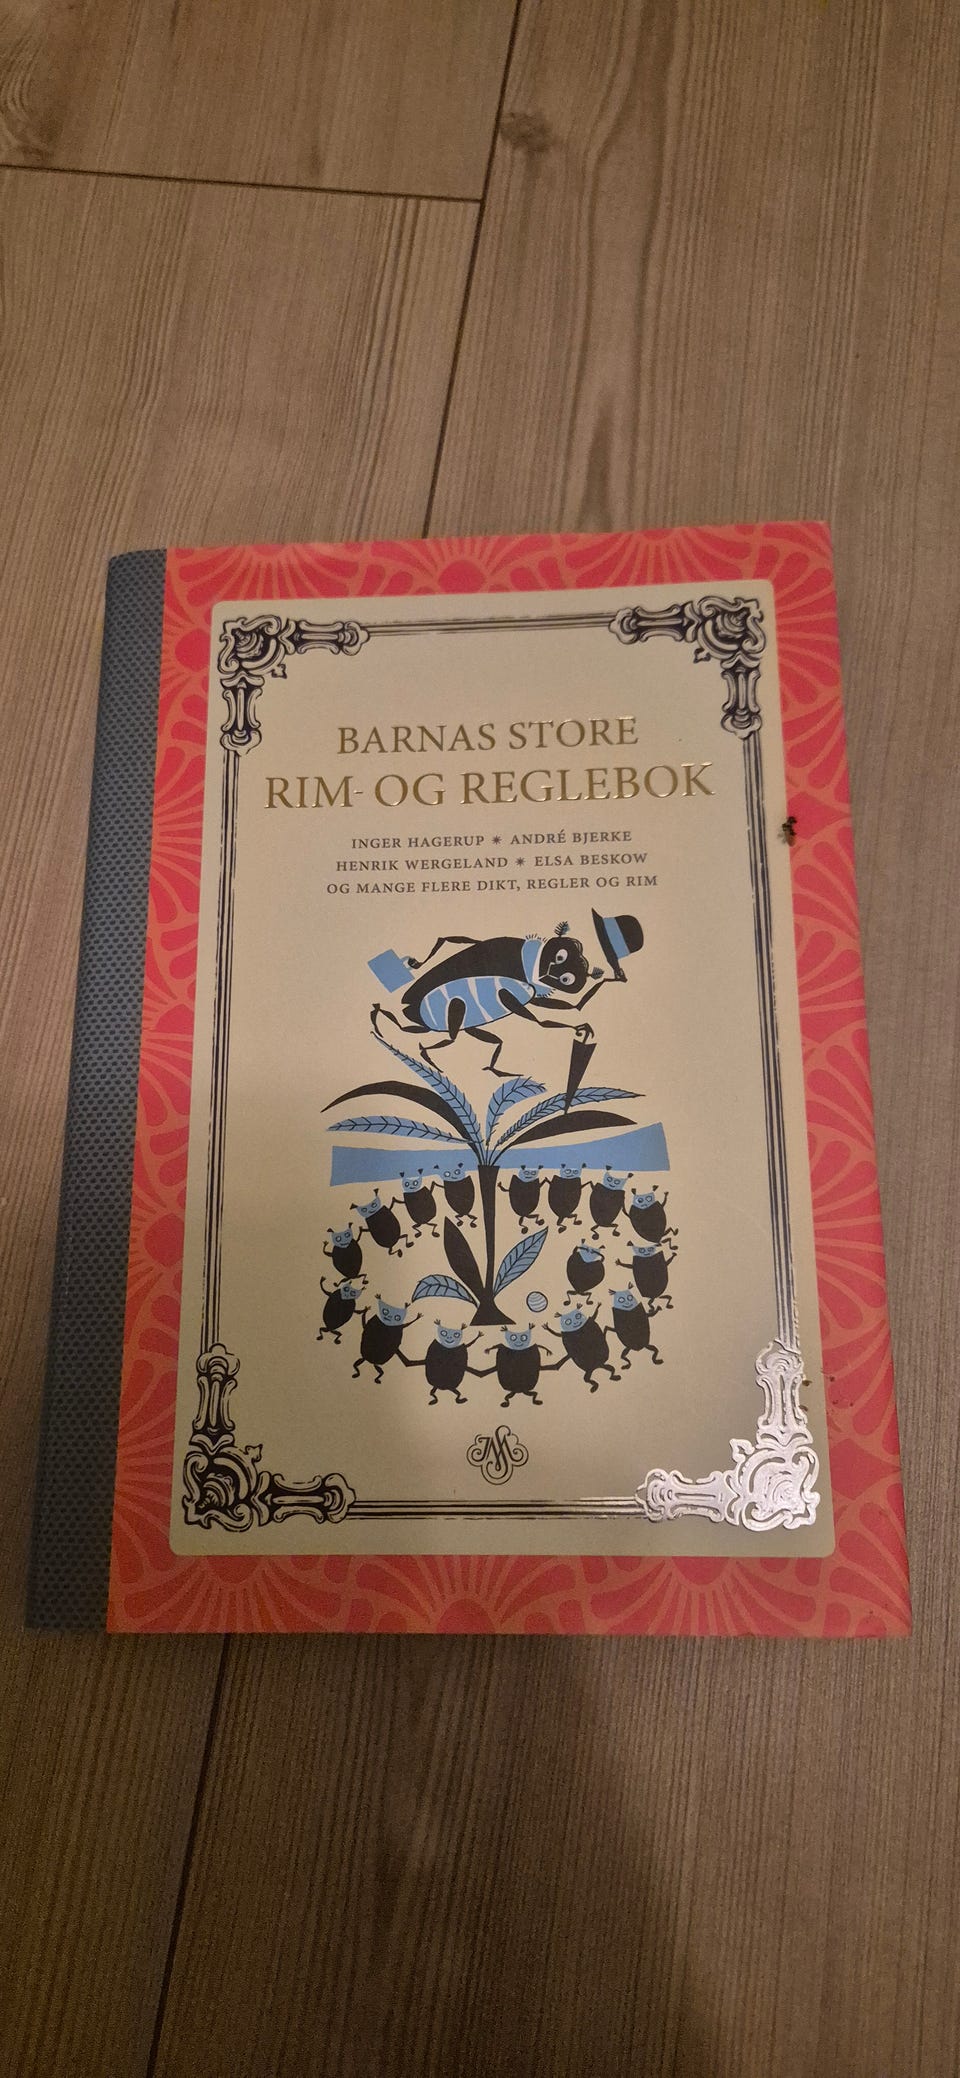 BARNAS STORE
RIM- OG REGLEBOK
INGER HAGERUP ✷ ANDRÉ BJERKE
HENRIK WERGELAND ✷ ELSA BESKOW
OG MANGE FLERE DIKT, REGLER OG RIM